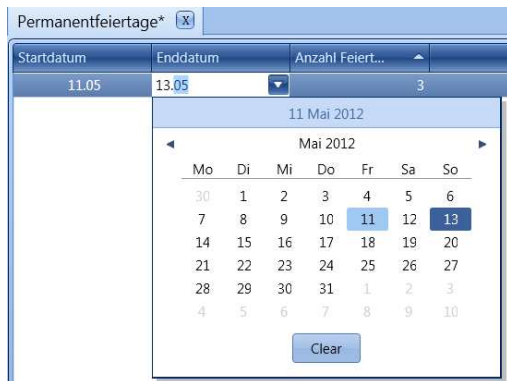 Permanentfeiertage* X
Startdatum Enddatum Anzahl Feiert...
11.05 13.05 3
11 Mai 2012
Mai 2012
Mo Di Mi Do Fr Sa So
30 1 2 3 4 5 6
7 8 9 10 11 12 13
14 15 16 17 18 19 20
21 22 23 24 25 26 27
28 29 30 31 1 2 3
4 5 6 7 8 9 10
Clear